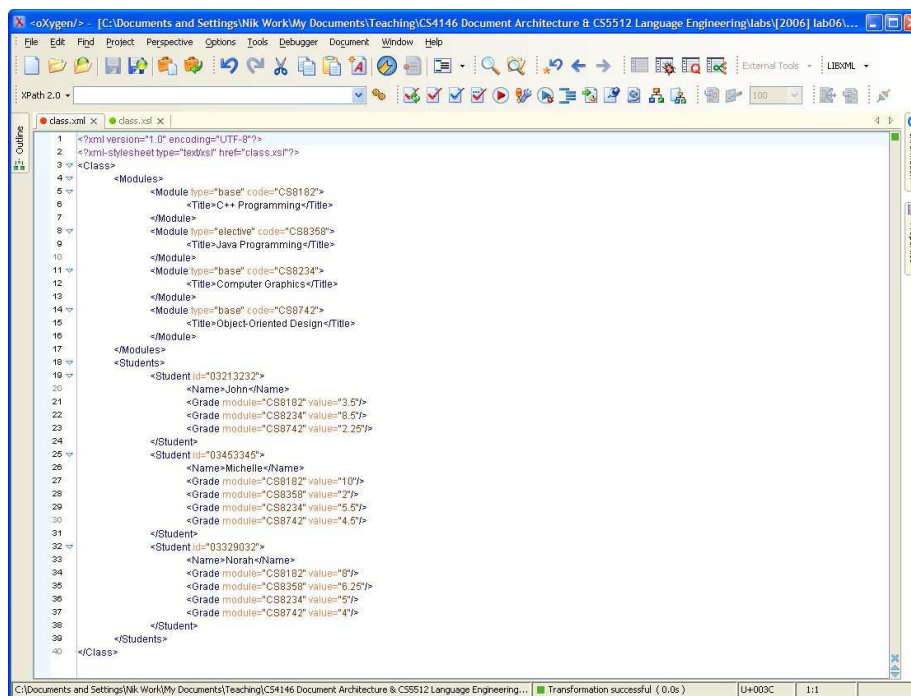 <oXygen/> - [C:\Documents and Settings\Nik Work\My Documents\Teaching\CS4146 Document Architecture & CS5512 Language Engineering\labs\[2006] lab06\...
File Edit Find Project Perspective Options Tools Debugger Document Window Help
External Tools LIBXML
XPath 2.0 100
class.xml class.xsl
Outline
1 <?xml version="1.0" encoding="UTF-8"?>
2 <?xml-stylesheet type="text/xsl" href="class.xsl"?>
3 <Class>
4 <Modules>
5 <Module type="base" code="CS8182">
6 <Title>C++ Programming</Title>
7 </Module>
8 <Module type="elective" code="CS8358">
9 <Title>Java Programming</Title>
10 </Module>
11 <Module type="base" code="CS8234">
12 <Title>Computer Graphics</Title>
13 </Module>
14 <Module type="base" code="CS8742">
15 <Title>Object-Oriented Design</Title>
16 </Module>
17 </Modules>
18 <Students>
19 <Student id="03213232">
20 <Name>John</Name>
21 <Grade module="CS8182" value="3.5"/>
22 <Grade module="CS8234" value="8.5"/>
23 <Grade module="CS8742" value="2.25"/>
24 </Student>
25 <Student id="03453345">
26 <Name>Michelle</Name>
27 <Grade module="CS8182" value="10"/>
28 <Grade module="CS8358" value="2"/>
29 <Grade module="CS8234" value="5.5"/>
30 <Grade module="CS8742" value="4.5"/>
31 </Student>
32 <Student id="03329032">
33 <Name>Norah</Name>
34 <Grade module="CS8182" value="8"/>
35 <Grade module="CS8358" value="6.25"/>
36 <Grade module="CS8234" value="5"/>
37 <Grade module="CS8742" value="4"/>
38 </Student>
39 </Students>
40 </Class>
C:\Documents and Settings\Nik Work\My Documents\Teaching\CS4146 Document Architecture & CS5512 Language Engineering... Transformation successful (0.0s) U+003C 1:1